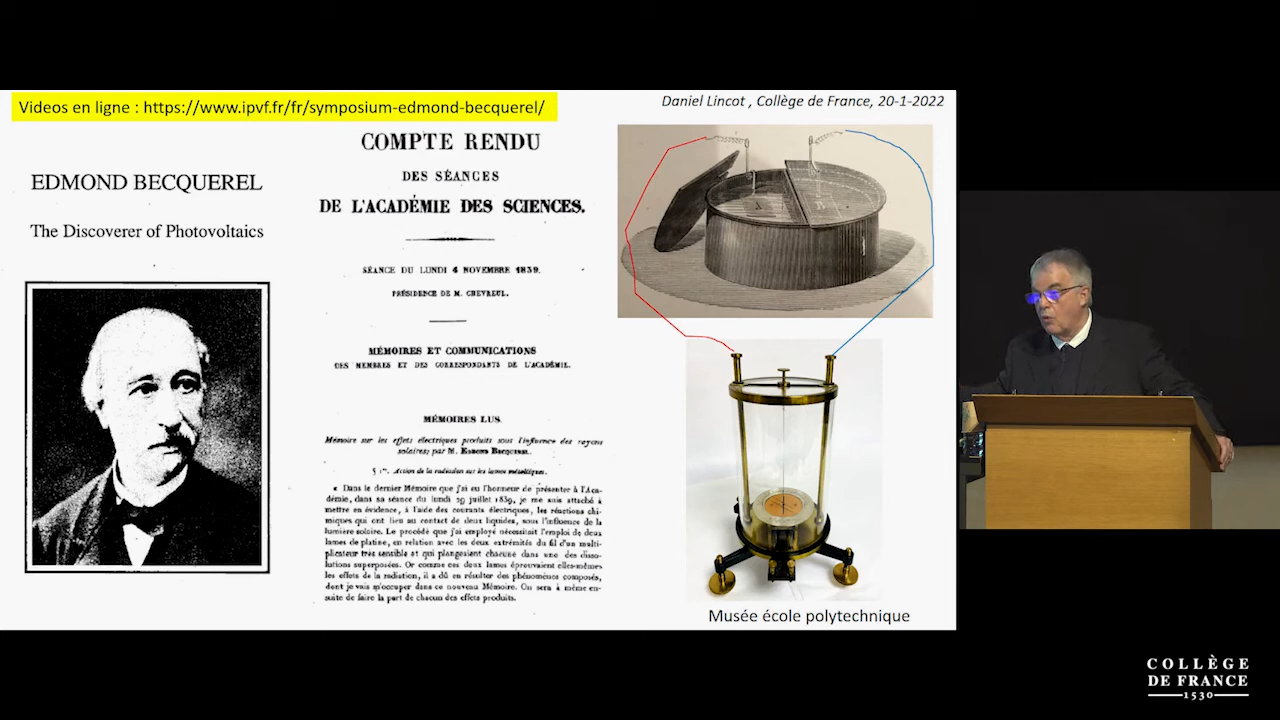 Videos en ligne : https://www.ipvf.fr/fr/symposium-edmond-becquerel/
Daniel Lincot , Collège de France, 20-1-2022
EDMOND BECQUEREL
The Discoverer of Photovoltaics
COMPTE RENDU
DES SÉANCES
DE L'ACADÉMIE DES SCIENCES.
SÉANCE DU LUNDI 4 NOVEMBRE 1839.
PRÉSIDENCE DE M. CHEVREUL.
MÉMOIRES ET COMMUNICATIONS
DES MEMBRES ET DES CORRESPONDANTS DE L'ACADÉMIE.
MÉMOIRES LUS.
Mémoire sur les effets électriques produits sous l'influence des rayons
solaires; par M. EDMOND BECQUEREL.
§ 1er. Action de la radiation sur les lames métalliques.
« Dans le dernier Mémoire que j'ai eu l'honneur de présenter à l'Aca-
démie, dans sa séance du lundi 29 juillet 1839, je me suis attaché à
mettre en évidence, à l'aide des courants électriques, les réactions chi-
miques qui ont lieu au contact de deux liquides, sous l'influence de la
lumière solaire. Le procédé que j'ai employé nécessitait l'emploi de deux
lames de platine, en relation avec les deux extrémités du fil d'un multi-
plicateur très sensible et qui plongeaient chacune dans une des disso-
lutions superposées. Or comme ces deux lames éprouvaient elles-mêmes
les effets de la radiation, il a dû en résulter des phénomènes composés,
dont je vais m'occuper dans ce nouveau Mémoire. On sera à même en-
suite de faire la part de chacun des effets produits.
Musée école polytechnique
COLLÈGE
DE FRANCE
1530